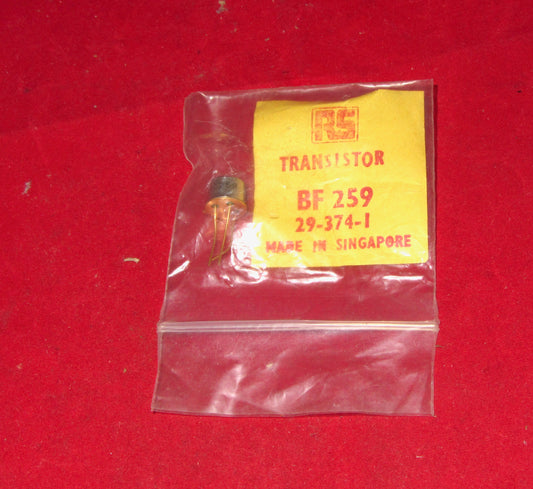 RS
TRANSISTOR
BF 259
29-374-1
MADE IN SINGAPORE